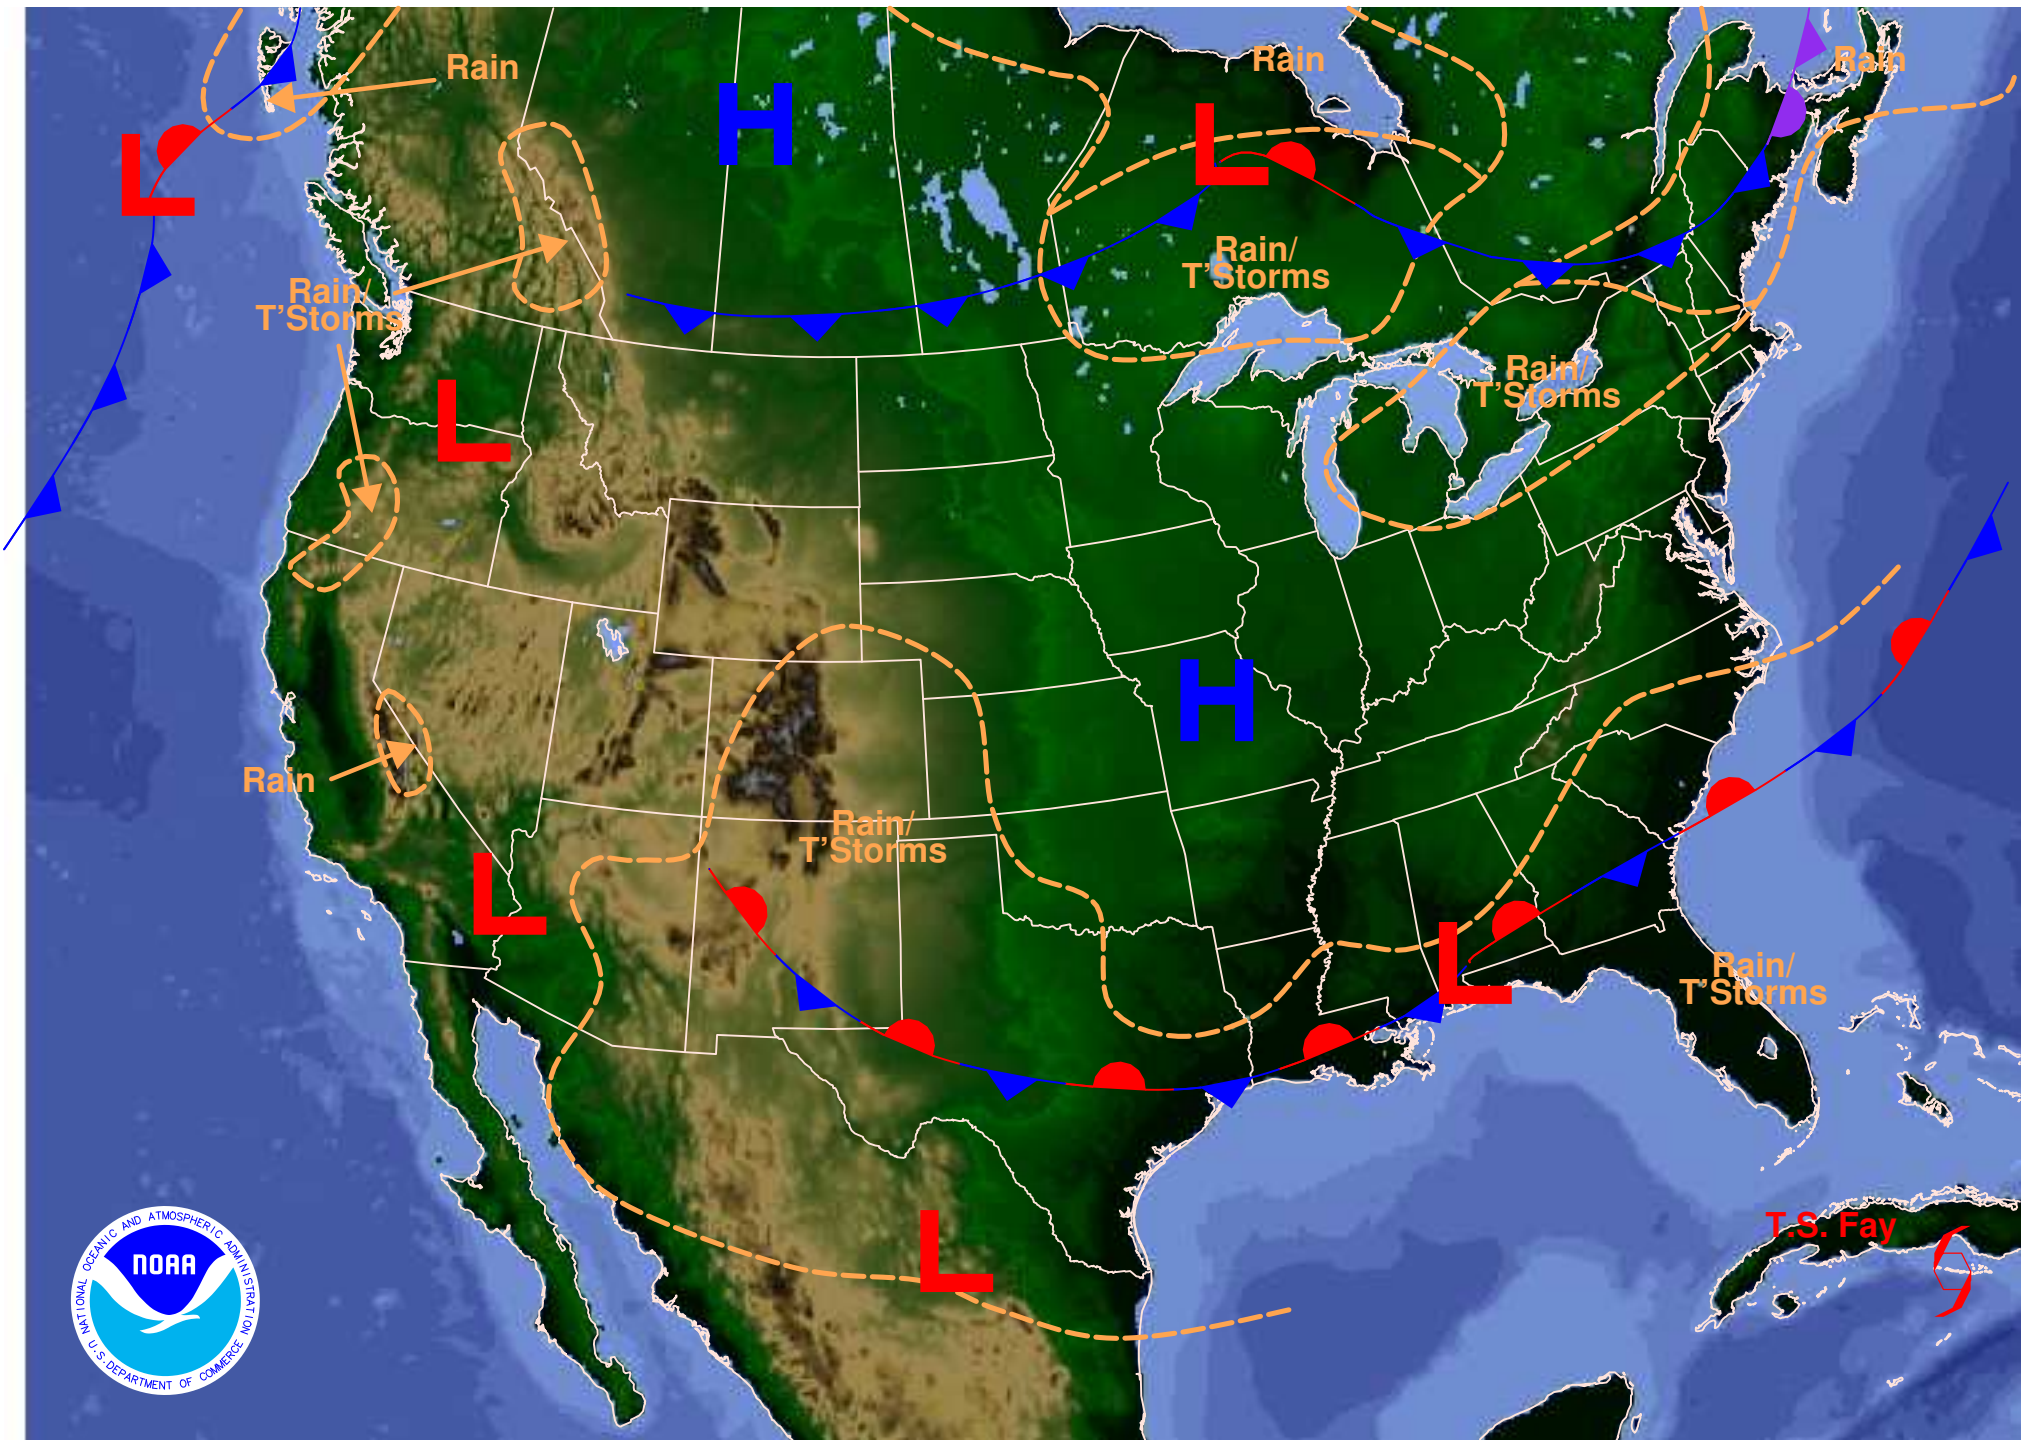 Rain
Rain
Rain
H
L
L
Rain/
T'Storms
Rain/
T'Storms
L
Rain/
T'Storms
H
Rain
Rain/
T'Storms
L
L
Rain/
T'Storms
L
T.S. Fay
NOAA
NATIONAL OCEANIC AND ATMOSPHERIC ADMINISTRATION
U.S. DEPARTMENT OF COMMERCE